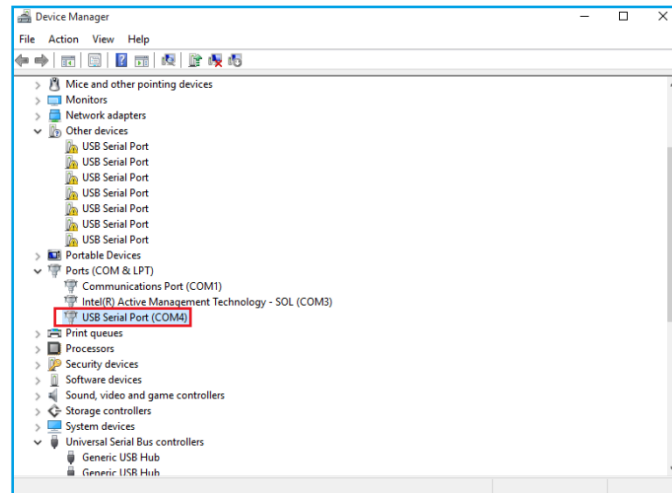 Device Manager
File Action View Help
Mice and other pointing devices
Monitors
Network adapters
Other devices
USB Serial Port
USB Serial Port
USB Serial Port
USB Serial Port
USB Serial Port
USB Serial Port
USB Serial Port
Portable Devices
Ports (COM & LPT)
Communications Port (COM1)
Intel(R) Active Management Technology - SOL (COM3)
USB Serial Port (COM4)
Print queues
Processors
Security devices
Software devices
Sound, video and game controllers
Storage controllers
System devices
Universal Serial Bus controllers
Generic USB Hub
Generic USB Hub